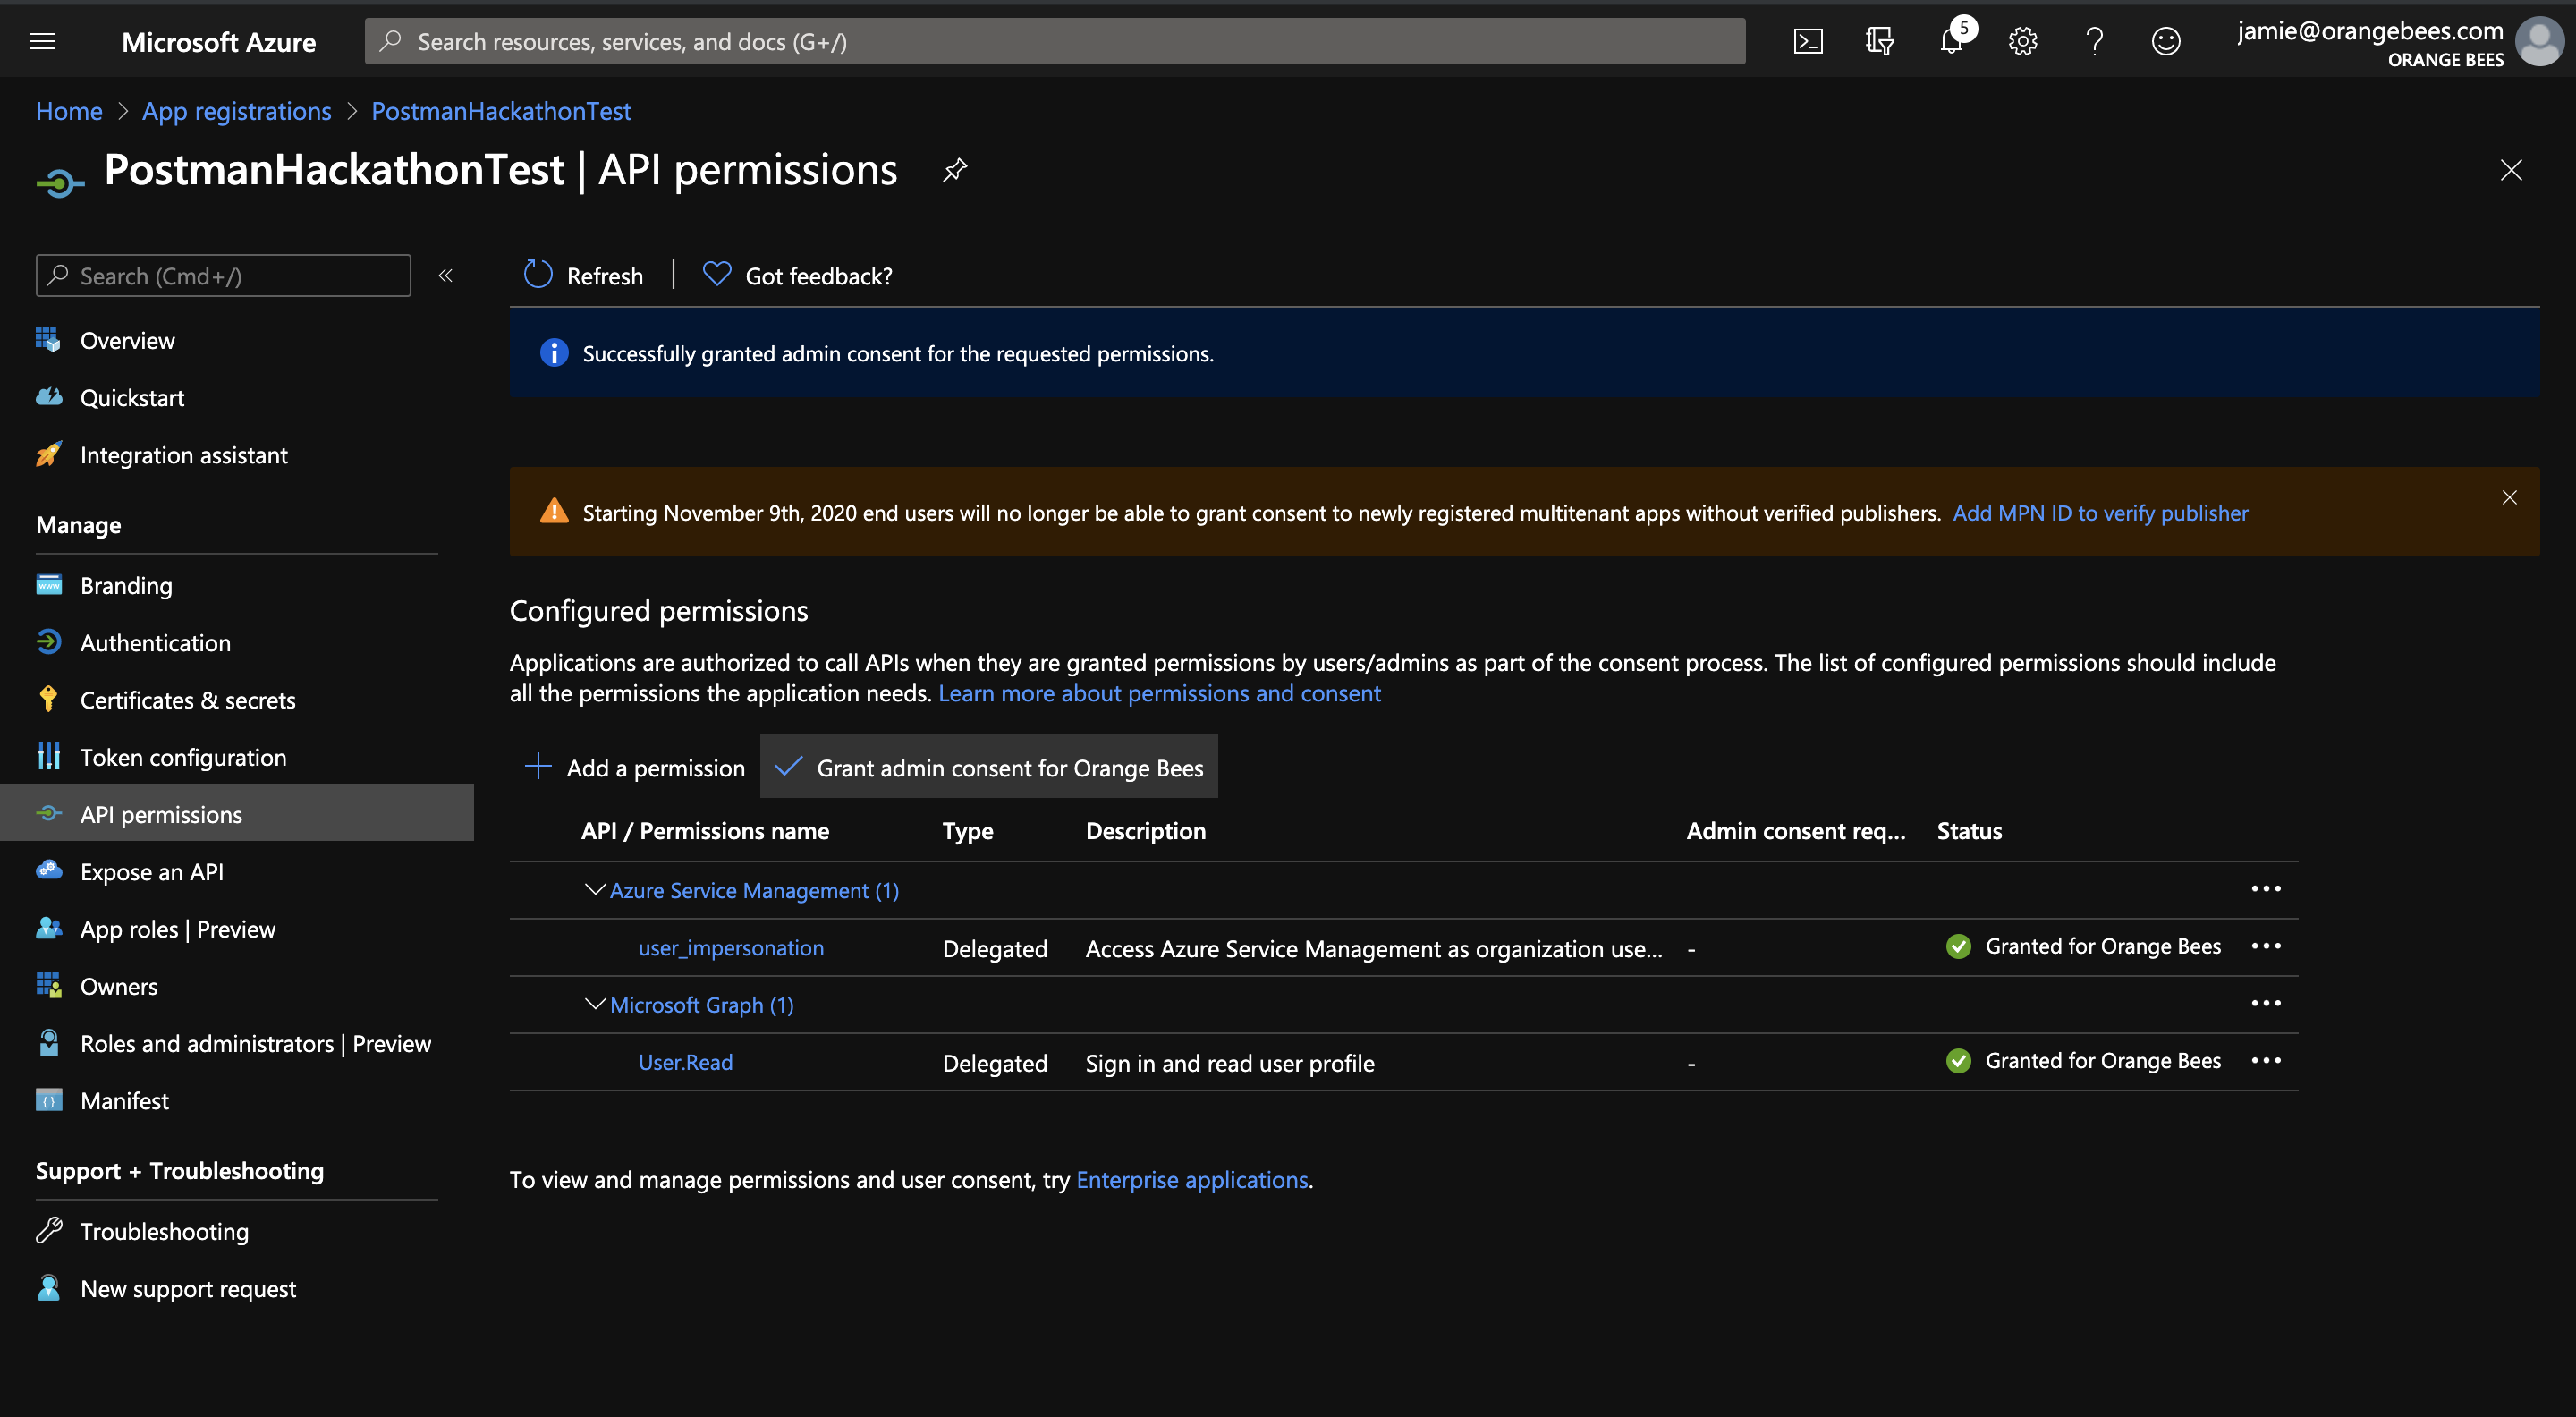 Microsoft Azure
Search resources, services, and docs (G+/)
5
jamie@orangebees.com
ORANGE BEES
Home > App registrations > PostmanHackathonTest
PostmanHackathonTest | API permissions
Search (Cmd+/)
«
Refresh
Got feedback?
Successfully granted admin consent for the requested permissions.
Overview
Quickstart
Integration assistant
Manage
Branding
Authentication
Certificates & secrets
Token configuration
API permissions
Expose an API
App roles | Preview
Owners
Roles and administrators | Preview
Manifest
Support + Troubleshooting
Troubleshooting
New support request
Starting November 9th, 2020 end users will no longer be able to grant consent to newly registered multitenant apps without verified publishers. Add MPN ID to verify publisher
Configured permissions
Applications are authorized to call APIs when they are granted permissions by users/admins as part of the consent process. The list of configured permissions should include
all the permissions the application needs. Learn more about permissions and consent
Add a permission
Grant admin consent for Orange Bees
API / Permissions name Type Description Admin consent req... Status
Azure Service Management (1)
user_impersonation Delegated Access Azure Service Management as organization use... - Granted for Orange Bees
Microsoft Graph (1)
User.Read Delegated Sign in and read user profile - Granted for Orange Bees
To view and manage permissions and user consent, try Enterprise applications.